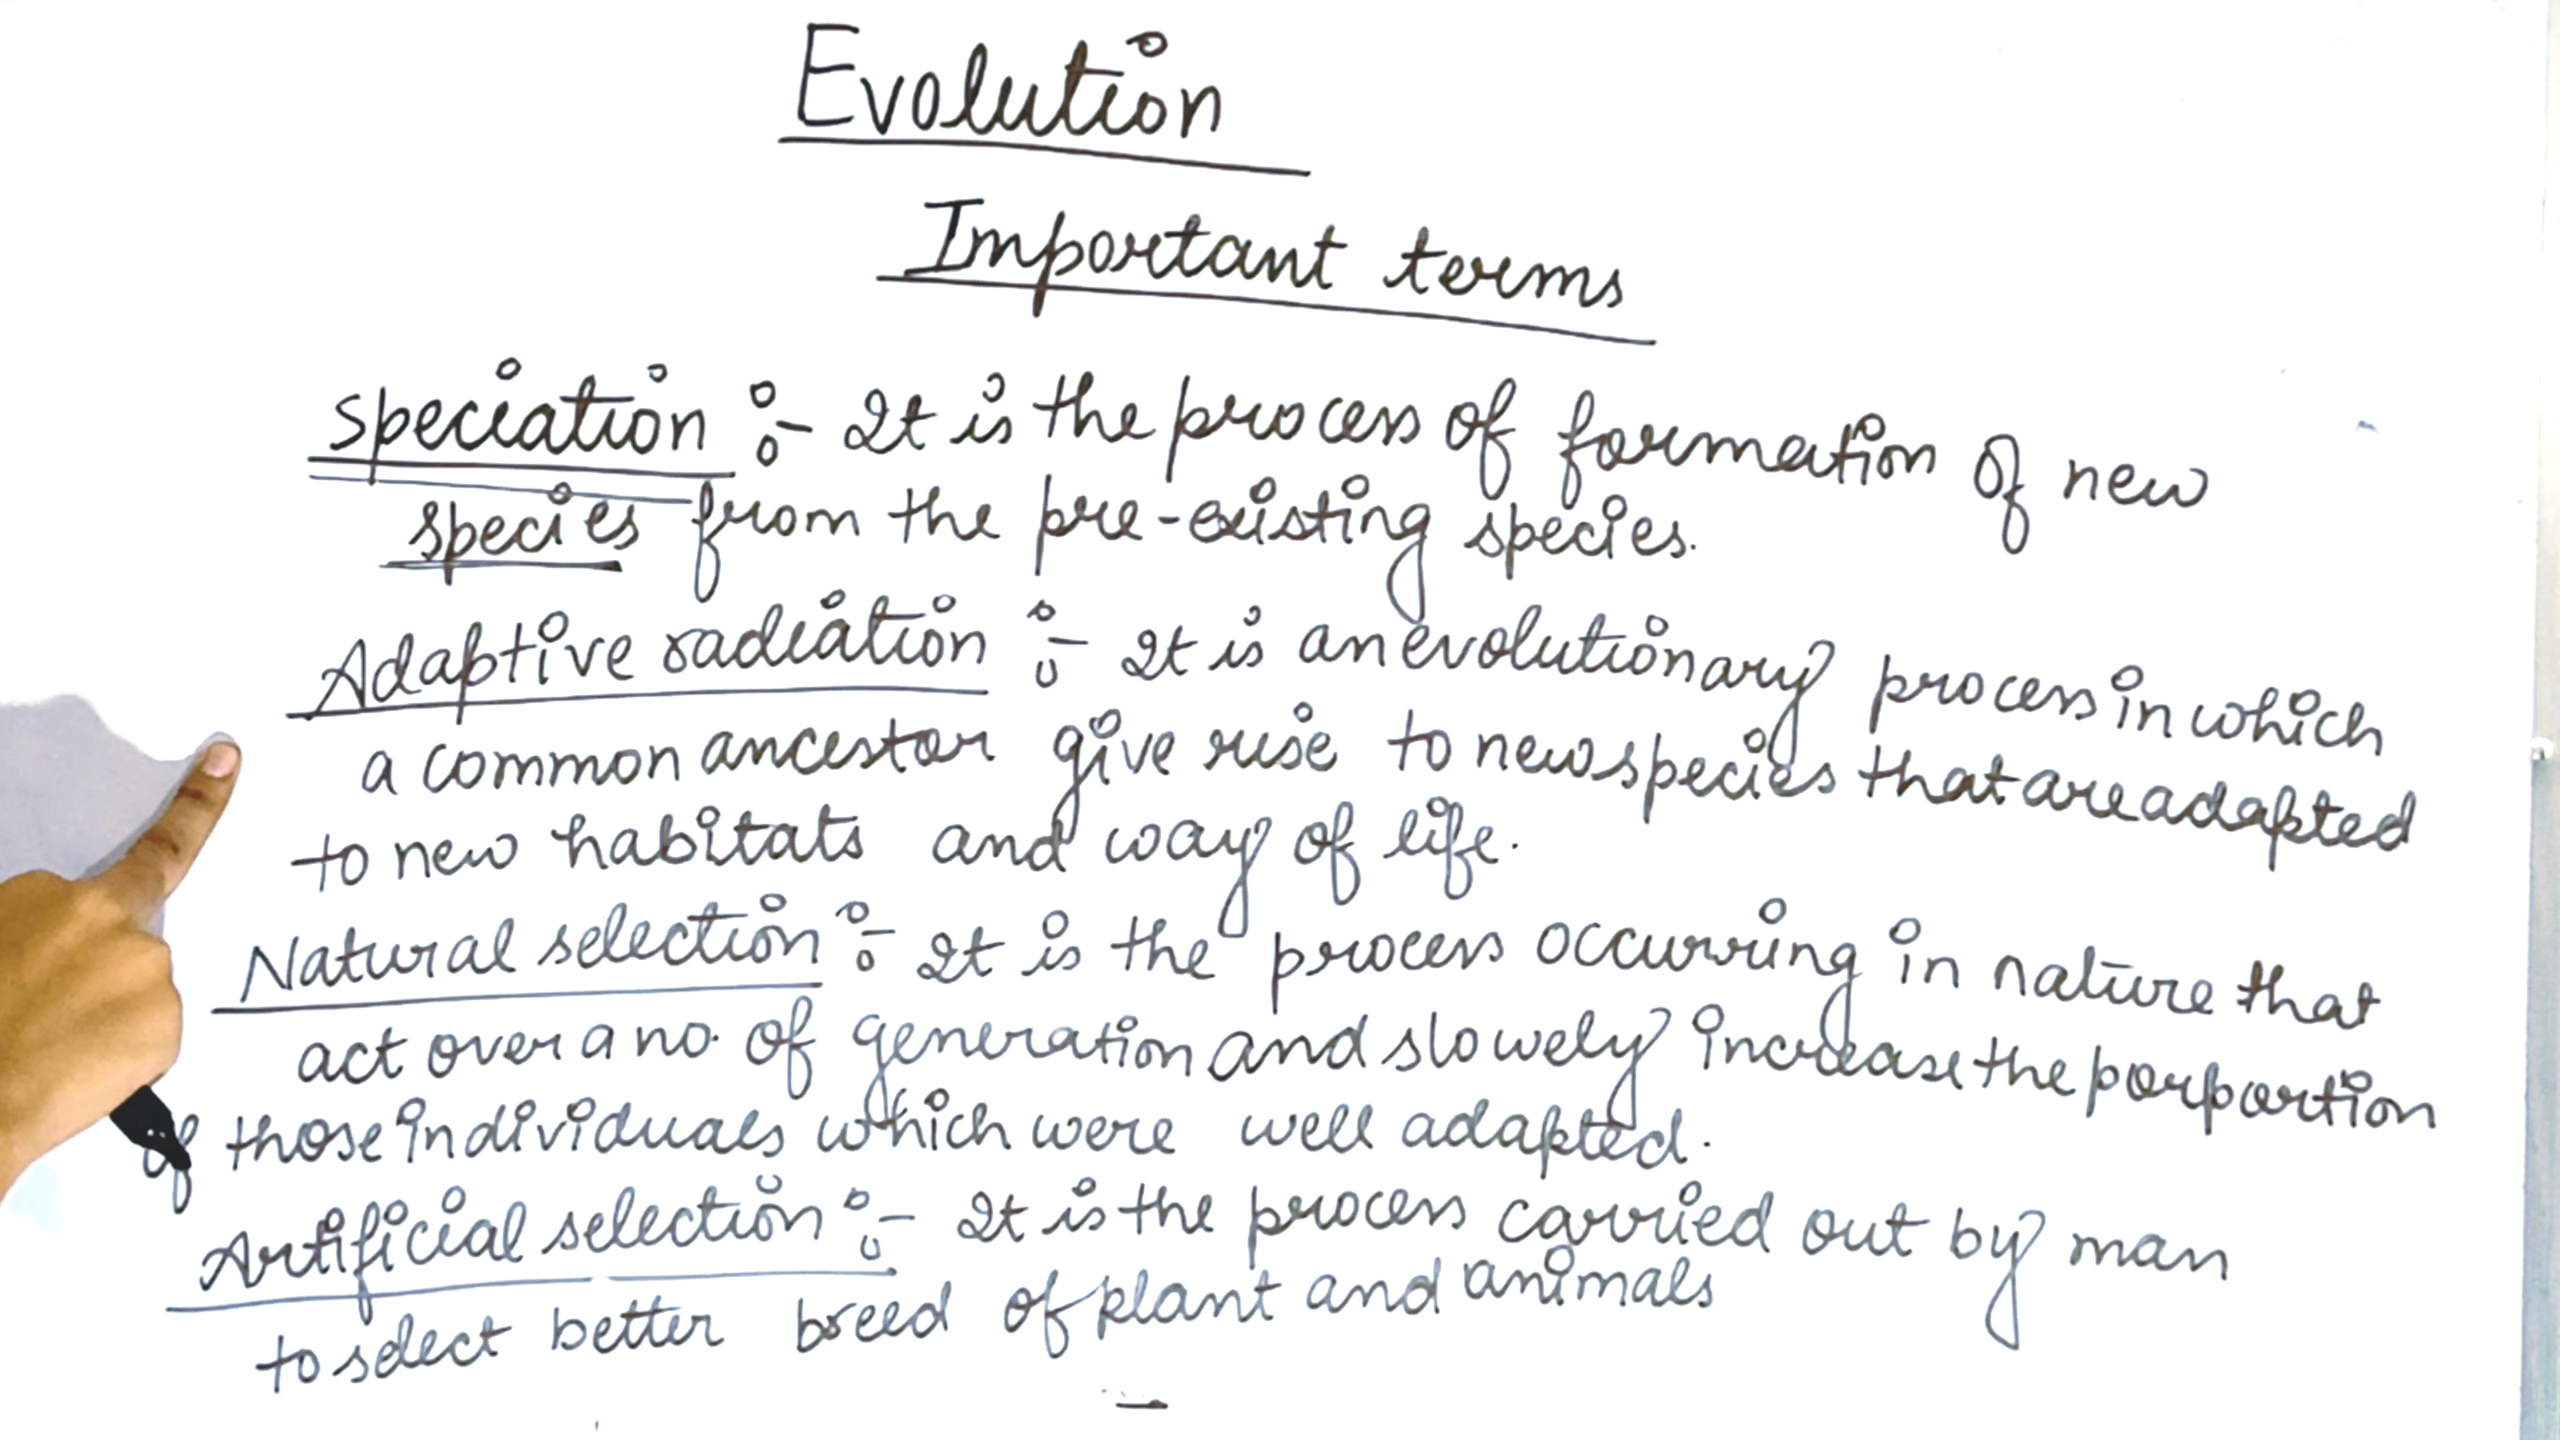 Evolution
Important terms
Speciation :- It is the process of formation of new
species from the pre-existing species.
Adaptive radiation :- It is an evolutionary process in which
a common ancestor give rise to new species that are adapted
to new habitats and way of life.
Natural selection :- It is the process occurring in nature that
act over a no. of generation and slowely increase the porportion
of those individuals which were well adapted.
Artificial selection :- It is the process carried out by man
to select better breed of plant and animals